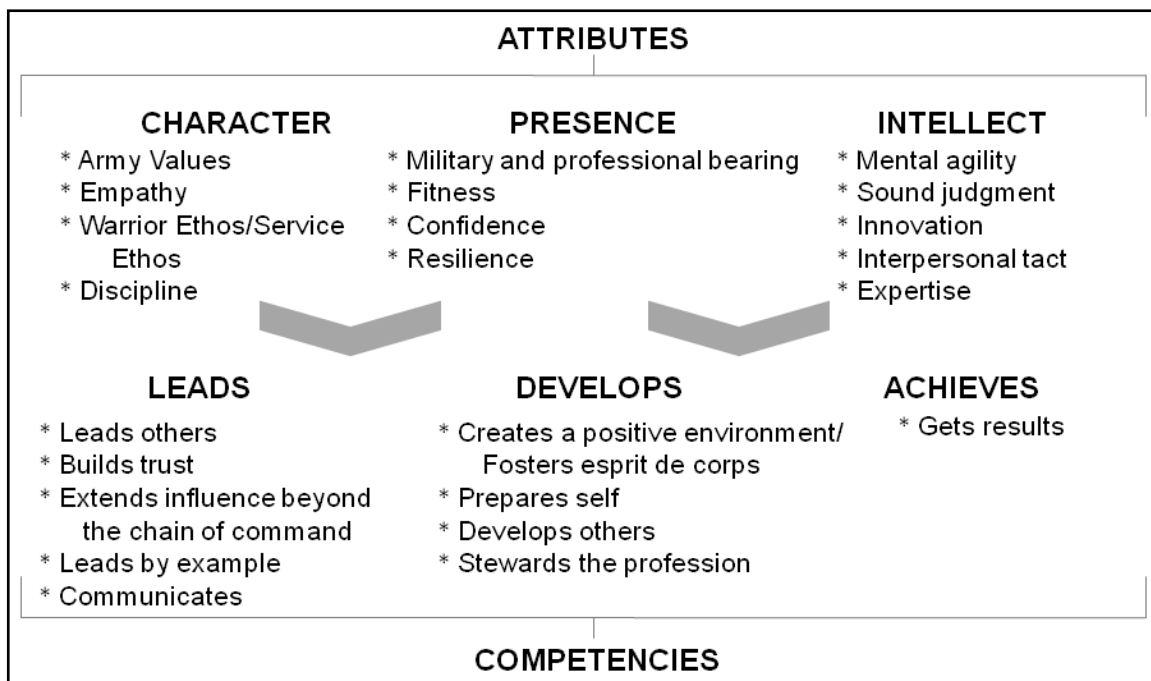 ATTRIBUTES
CHARACTER
* Army Values
* Empathy
* Warrior Ethos/Service
Ethos
* Discipline
PRESENCE
* Military and professional bearing
* Fitness
* Confidence
* Resilience
INTELLECT
* Mental agility
* Sound judgment
* Innovation
* Interpersonal tact
* Expertise
LEADS
* Leads others
* Builds trust
* Extends influence beyond
the chain of command
* Leads by example
* Communicates
DEVELOPS
* Creates a positive environment/
Fosters esprit de corps
* Prepares self
* Develops others
* Stewards the profession
ACHIEVES
* Gets results
COMPETENCIES